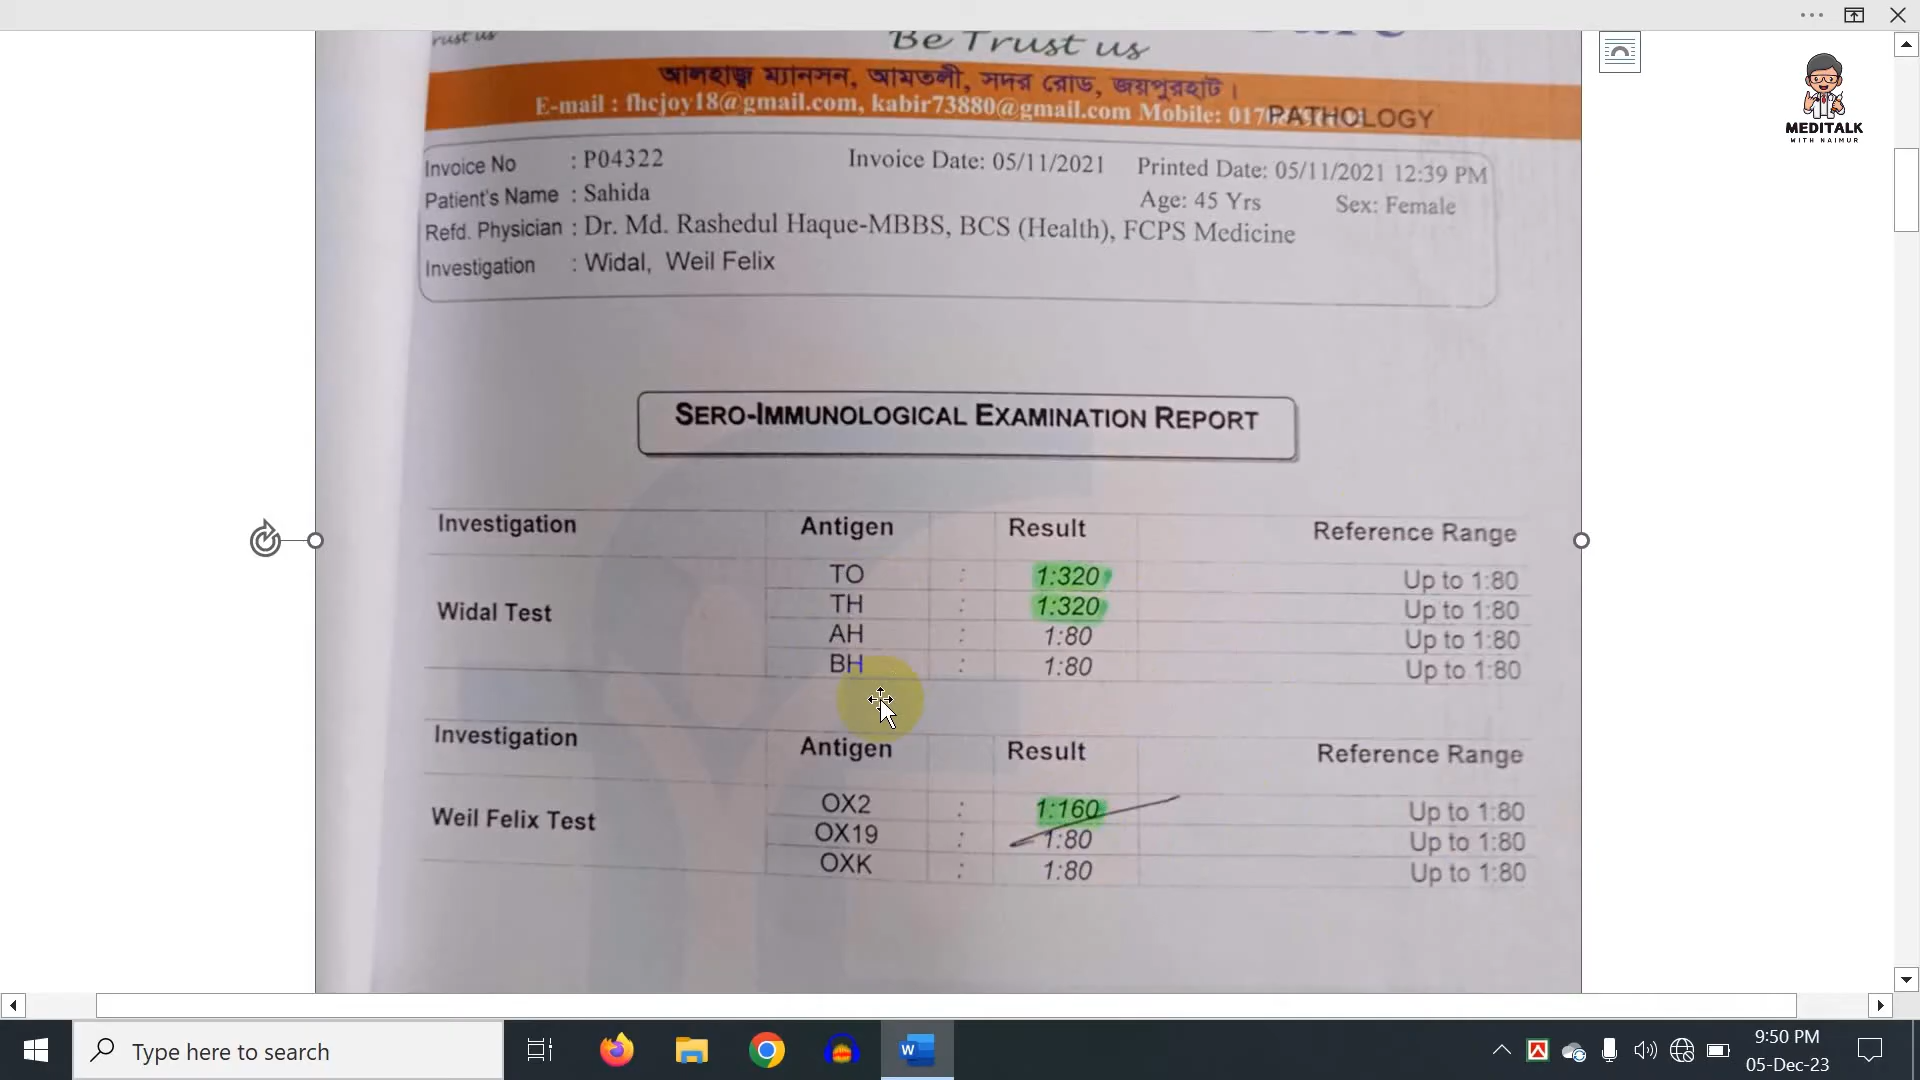 Be Trust us
আলহাজ্ব ম্যানসন, আমতলী, সদর রোড, জয়পুরহাট।
E-mail : fhcjoy18@gmail.com, kabir73880@gmail.com Mobile:
PATHOLOGY
MEDITALK
WITH NAIMUR
Invoice No : P04322 Invoice Date: 05/11/2021 Printed Date: 05/11/2021 12:39 PM
Patient's Name : Sahida Age: 45 Yrs Sex: Female
Refd. Physician : Dr. Md. Rashedul Haque-MBBS, BCS (Health), FCPS Medicine
Investigation : Widal, Weil Felix
SERO-IMMUNOLOGICAL EXAMINATION REPORT
Investigation Antigen Result Reference Range
TO : 1:320 Up to 1:80
Widal Test TH : 1:320 Up to 1:80
AH : 1:80 Up to 1:80
BH : 1:80 Up to 1:80
Investigation Antigen Result Reference Range
OX2 : 1:160 Up to 1:80
Weil Felix Test OX19 : 1:80 Up to 1:80
OXK : 1:80 Up to 1:80
Type here to search
9:50 PM
05-Dec-23